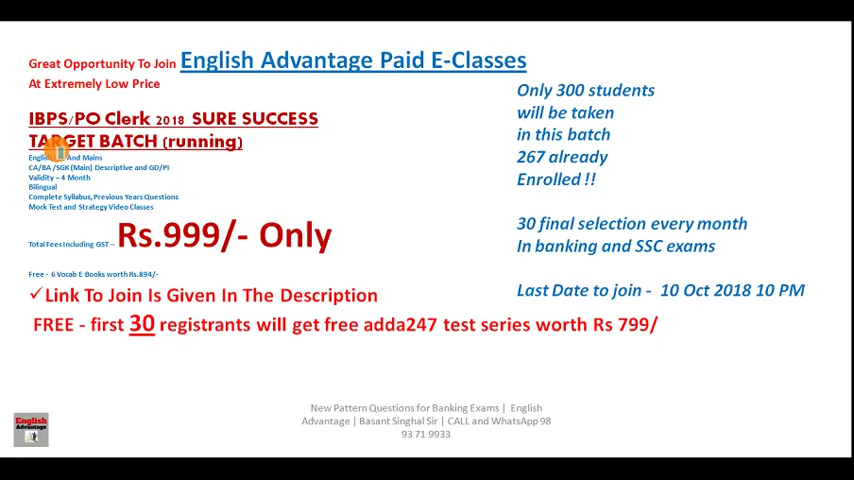 Great Opportunity To Join English Advantage Paid E-Classes
At Extremely Low Price
IBPS/PO Clerk 2018 SURE SUCCESS
TARGET BATCH (running)
English And Mains
CA/BA /SGK (Main) Descriptive and GD/PI
Validity – 4 Month
Bilingual
Complete Syllabus, Previous Years Questions
Mock Test and Strategy Video Classes
Total Fees Including GST – Rs.999/- Only
Free - 6 Vocab E Books worth Rs.894/-
✓Link To Join Is Given In The Description
FREE - first 30 registrants will get free adda247 test series worth Rs 799/
Only 300 students
will be taken
in this batch
267 already
Enrolled !!
30 final selection every month
In banking and SSC exams
Last Date to join - 10 Oct 2018 10 PM
New Pattern Questions for Banking Exams | English
Advantage | Basant Singhal Sir | CALL and WhatsApp 98
93 71 9933
English
Advantage